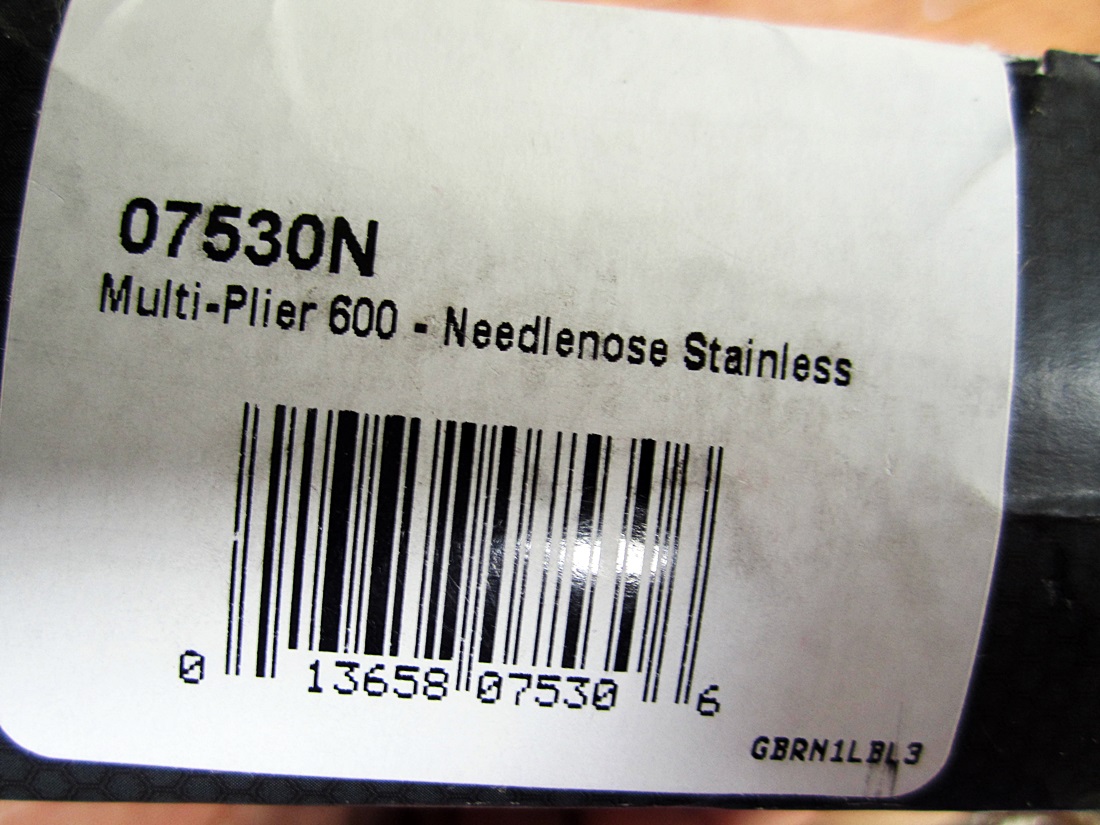 07530N
Multi-Plier 600 - Needlenose Stainless
0 13658 07530 6
GBRN1LBL3